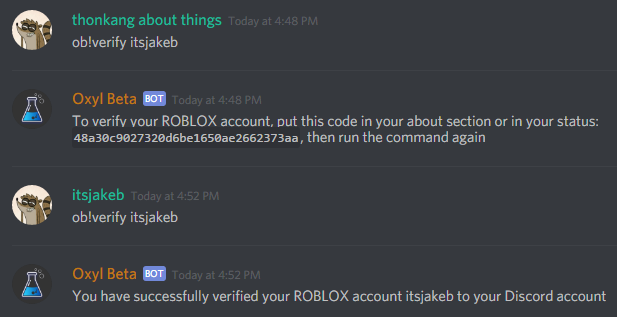 thonkang about things Today at 4:48 PM
ob!verify itsjakeb
Oxyl Beta BOT Today at 4:48 PM
To verify your ROBLOX account, put this code in your about section or in your status:
48a30c9027320d6be1650ae2662373aa, then run the command again
itsjakeb Today at 4:52 PM
ob!verify itsjakeb
Oxyl Beta BOT Today at 4:52 PM
You have successfully verified your ROBLOX account itsjakeb to your Discord account